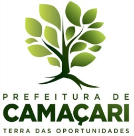 PREFEITURA DE
CAMAÇARI
TERRA DAS OPORTUNIDADES